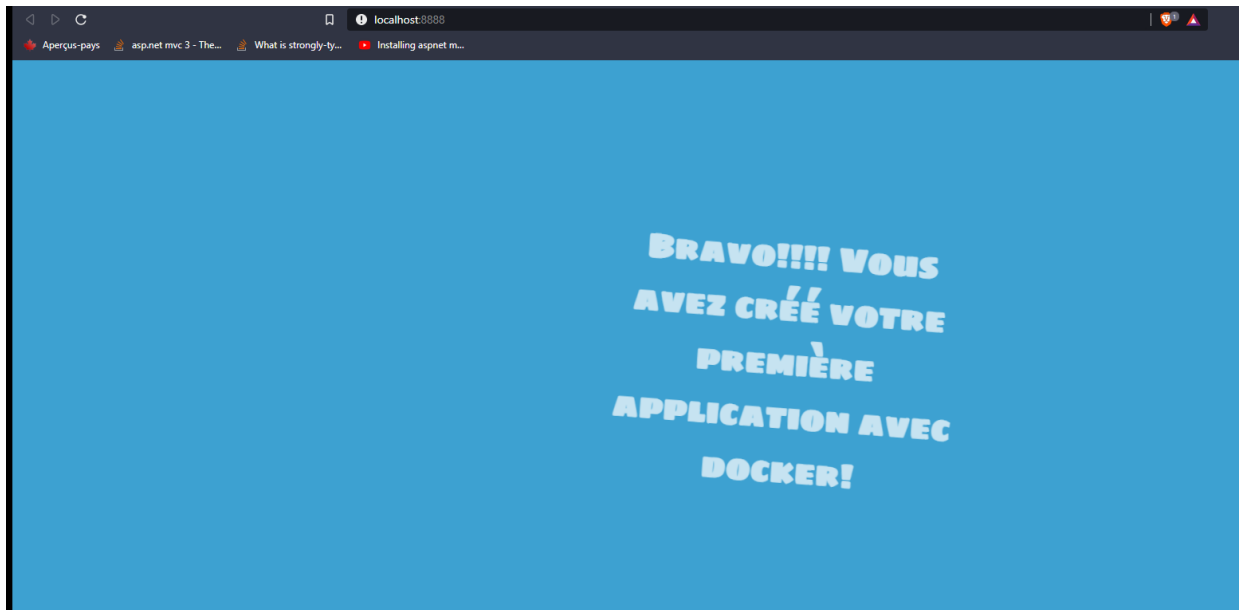 localhost:8888
1
Aperçus-pays asp.net mvc 3 - The... What is strongly-ty... Installing aspnet m...
Bravo!!!! Vous
avez créé votre
première
application avec
docker!